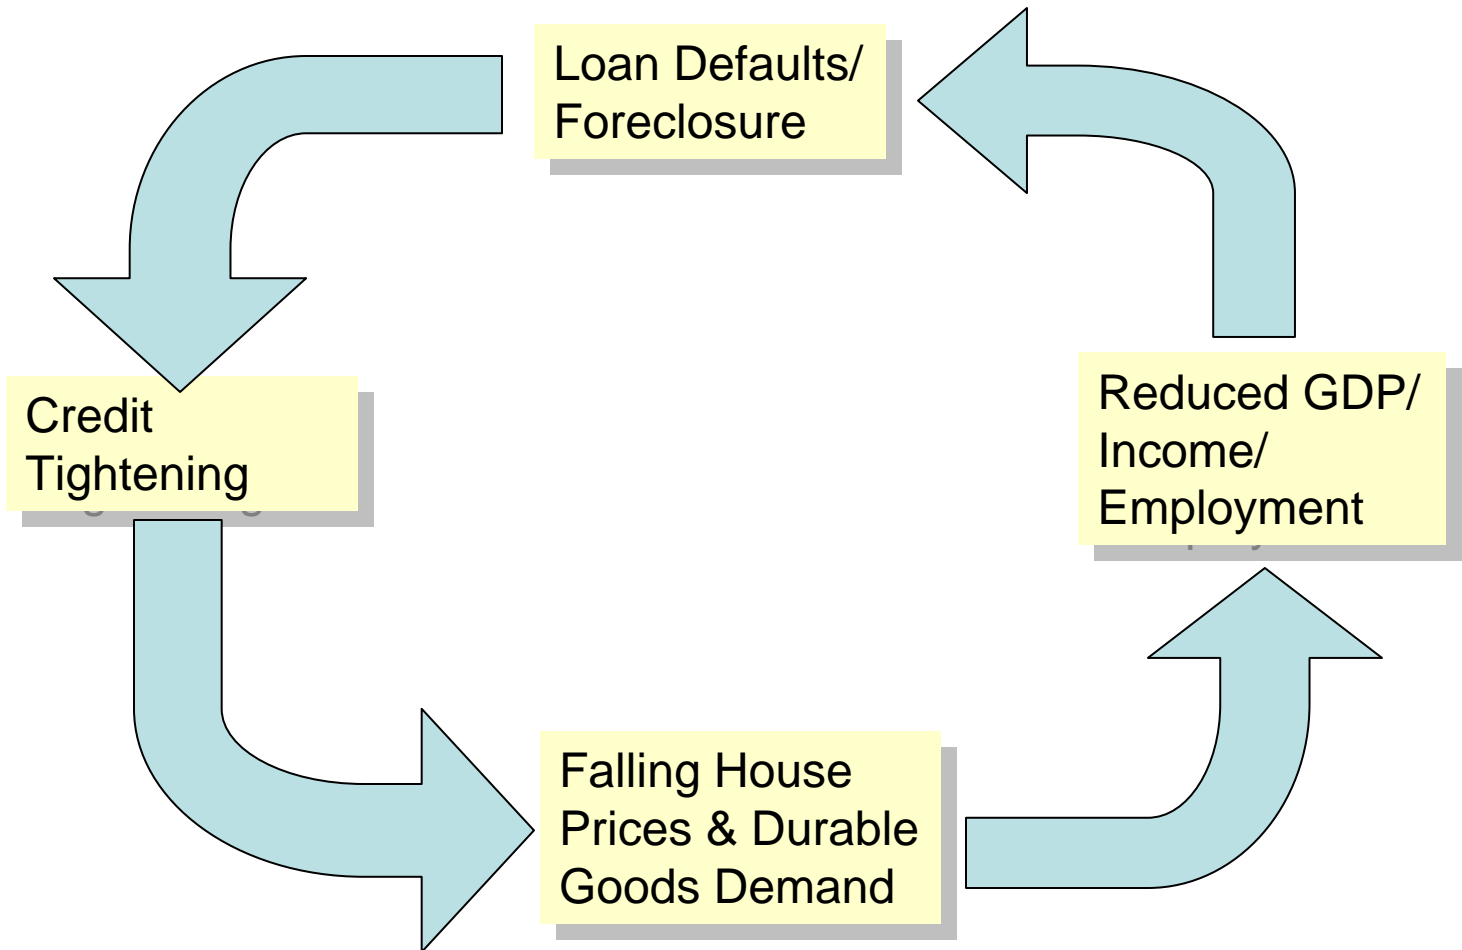 Loan Defaults/
Foreclosure
Credit
Tightening
Reduced GDP/
Income/
Employment
Falling House
Prices & Durable
Goods Demand